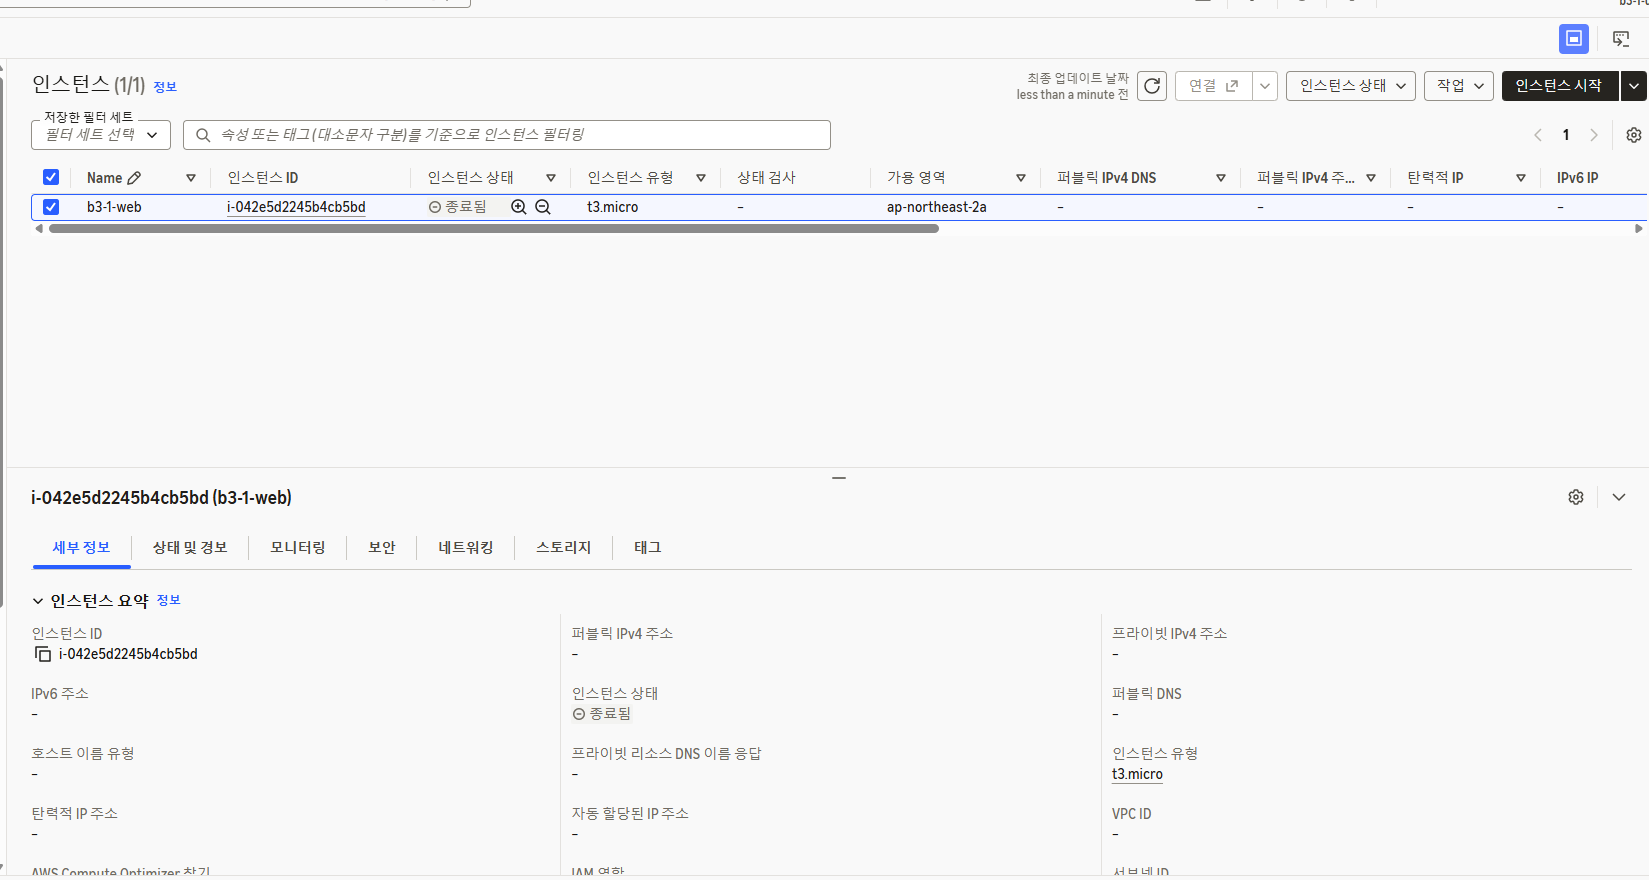 인스턴스 (1/1) 정보
최종 업데이트 날짜
less than a minute 전
연결
인스턴스 상태
작업
인스턴스 시작
저장한 필터 세트
필터 세트 선택
속성 또는 태그(대소문자 구분)를 기준으로 인스턴스 필터링
1
Name 인스턴스 ID 인스턴스 상태 인스턴스 유형 상태 검사 가용 영역 퍼블릭 IPv4 DNS 퍼블릭 IPv4 주... 탄력적 IP IPv6 IP
b3-1-web i-042e5d2245b4cb5bd 종료됨 t3.micro – ap-northeast-2a – – – –
i-042e5d2245b4cb5bd (b3-1-web)
세부 정보 상태 및 경보 모니터링 보안 네트워킹 스토리지 태그
인스턴스 요약 정보
인스턴스 ID
i-042e5d2245b4cb5bd
퍼블릭 IPv4 주소
–
프라이빗 IPv4 주소
–
IPv6 주소
–
인스턴스 상태
종료됨
퍼블릭 DNS
–
호스트 이름 유형
–
프라이빗 리소스 DNS 이름 응답
–
인스턴스 유형
t3.micro
탄력적 IP 주소
–
자동 할당된 IP 주소
–
VPC ID
–
AWS Compute Optimizer 찾기
IAM 역할
서브넷 ID